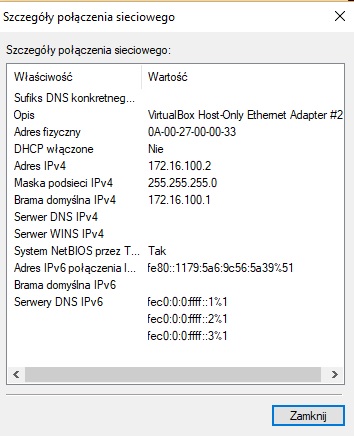 Szczegóły połączenia sieciowego
Szczegóły połączenia sieciowego:
Właściwość Wartość
Sufiks DNS konkretneg...
Opis VirtualBox Host-Only Ethernet Adapter #2
Adres fizyczny 0A-00-27-00-00-33
DHCP włączone Nie
Adres IPv4 172.16.100.2
Maska podsieci IPv4 255.255.255.0
Brama domyślna IPv4 172.16.100.1
Serwer DNS IPv4
Serwer WINS IPv4
System NetBIOS przez T... Tak
Adres IPv6 połączenia l... fe80::1179:5a6:9c56:5a39%51
Brama domyślna IPv6
Serwery DNS IPv6 fec0:0:0:ffff::1%1
fec0:0:0:ffff::2%1
fec0:0:0:ffff::3%1
Zamknij